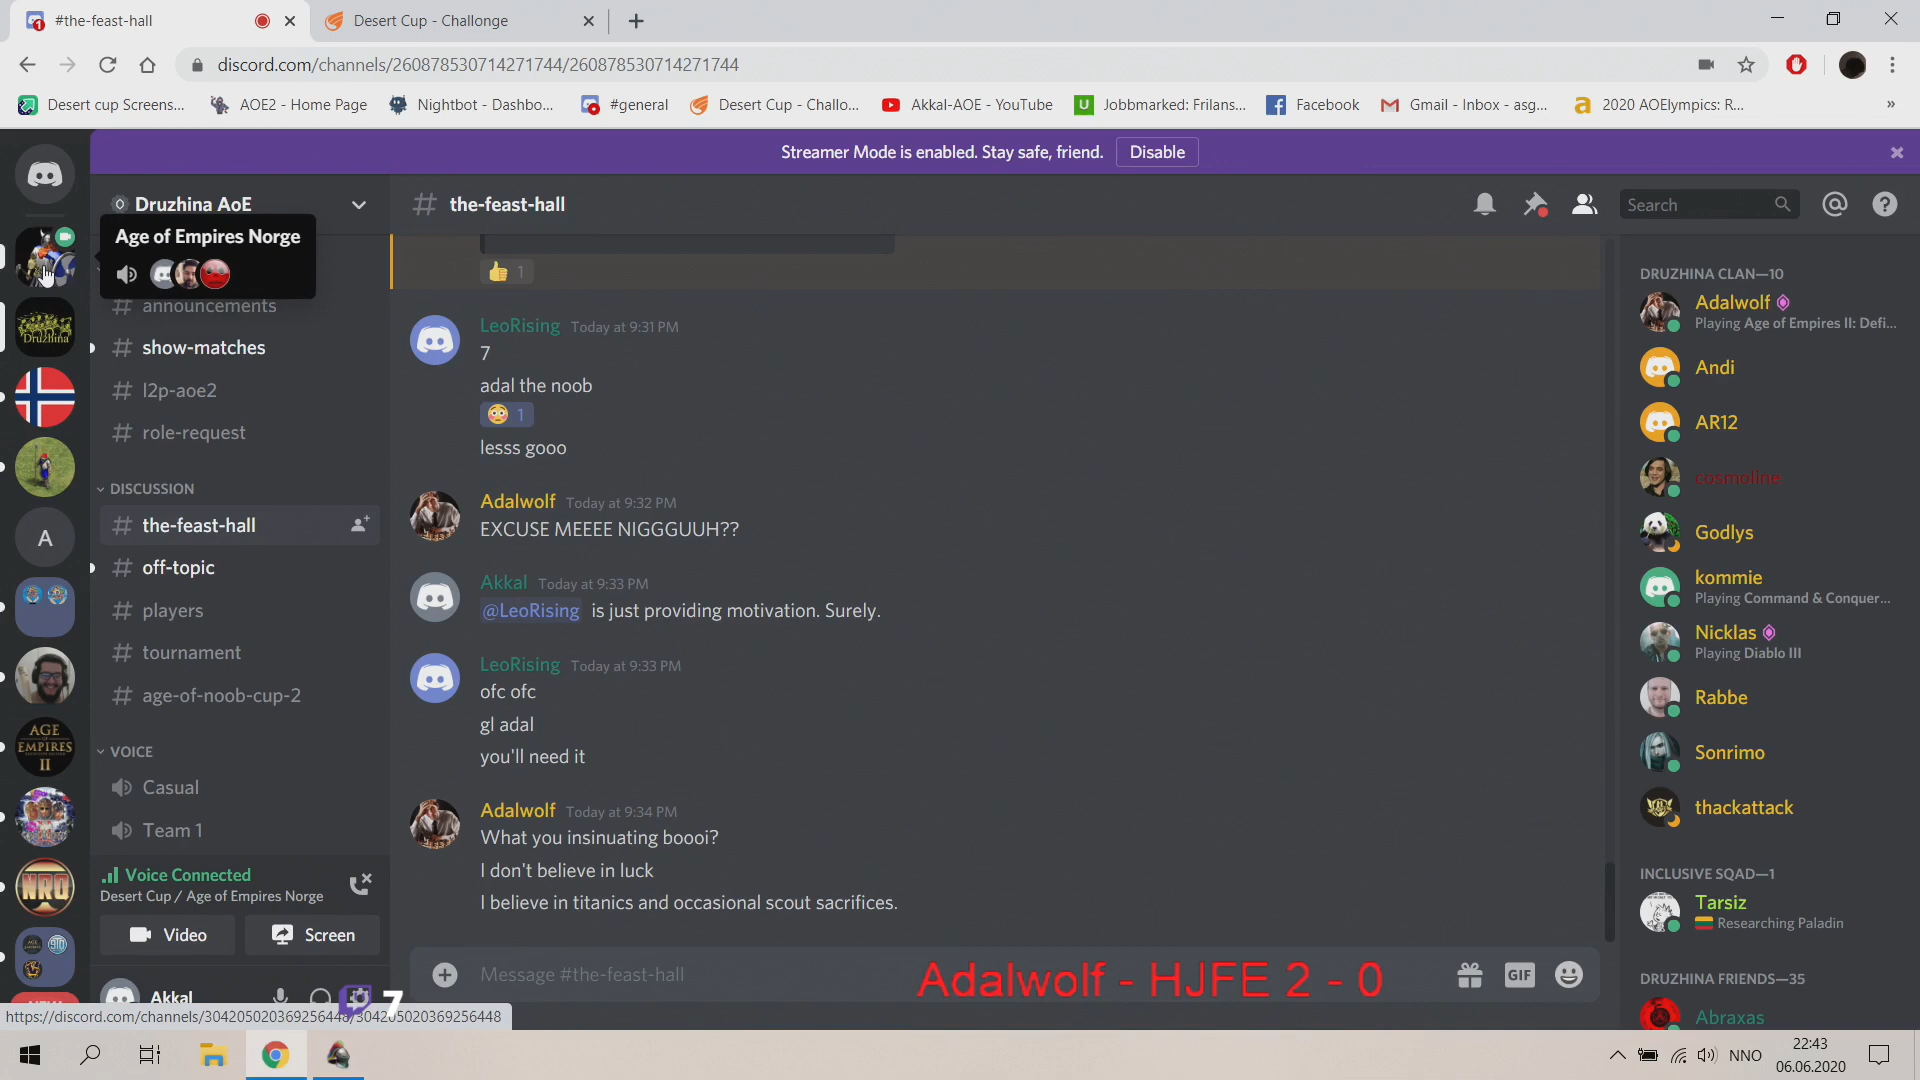 #the-feast-hall
Desert Cup - Challonge
discord.com/channels/260878530714271744/260878530714271744
Desert cup Screens...
AOE2 - Home Page
Nightbot - Dashbo...
#general
Desert Cup - Challo...
Akkal-AOE - YouTube
Jobbmarked: Frilans...
Facebook
Gmail - Inbox - asg...
2020 AOElympics: R...
Streamer Mode is enabled. Stay safe, friend.
Disable
Druzhina AoE
Age of Empires Norge
announcements
show-matches
l2p-aoe2
role-request
DISCUSSION
the-feast-hall
off-topic
players
tournament
age-of-noob-cup-2
VOICE
Casual
Team 1
Voice Connected
Desert Cup / Age of Empires Norge
Video
Screen
Akkal
7
https://discord.com/channels/304205020369256448/304205020369256448
Druzhina
A
AGE
EMPIRES
II
NRQ
the-feast-hall
Search
1
LeoRising Today at 9:31 PM
7
adal the noob
1
lesss gooo
Adalwolf Today at 9:32 PM
EXCUSE MEEEE NIGGGUUH??
Akkal Today at 9:33 PM
@LeoRising is just providing motivation. Surely.
LeoRising Today at 9:33 PM
ofc ofc
gl adal
you'll need it
Adalwolf Today at 9:34 PM
What you insinuating boooi?
I don't believe in luck
I believe in titanics and occasional scout sacrifices.
Message #the-feast-hall
Adalwolf - HJFE 2 - 0
GIF
DRUZHINA CLAN—10
Adalwolf
Playing Age of Empires II: Defi...
Andi
AR12
cosmoline
Godlys
kommie
Playing Command & Conquer...
Nicklas
Playing Diablo III
Rabbe
Sonrimo
thackattack
INCLUSIVE SQAD—1
Tarsiz
Researching Paladin
DRUZHINA FRIENDS—35
Abraxas
NNO
22:43
06.06.2020